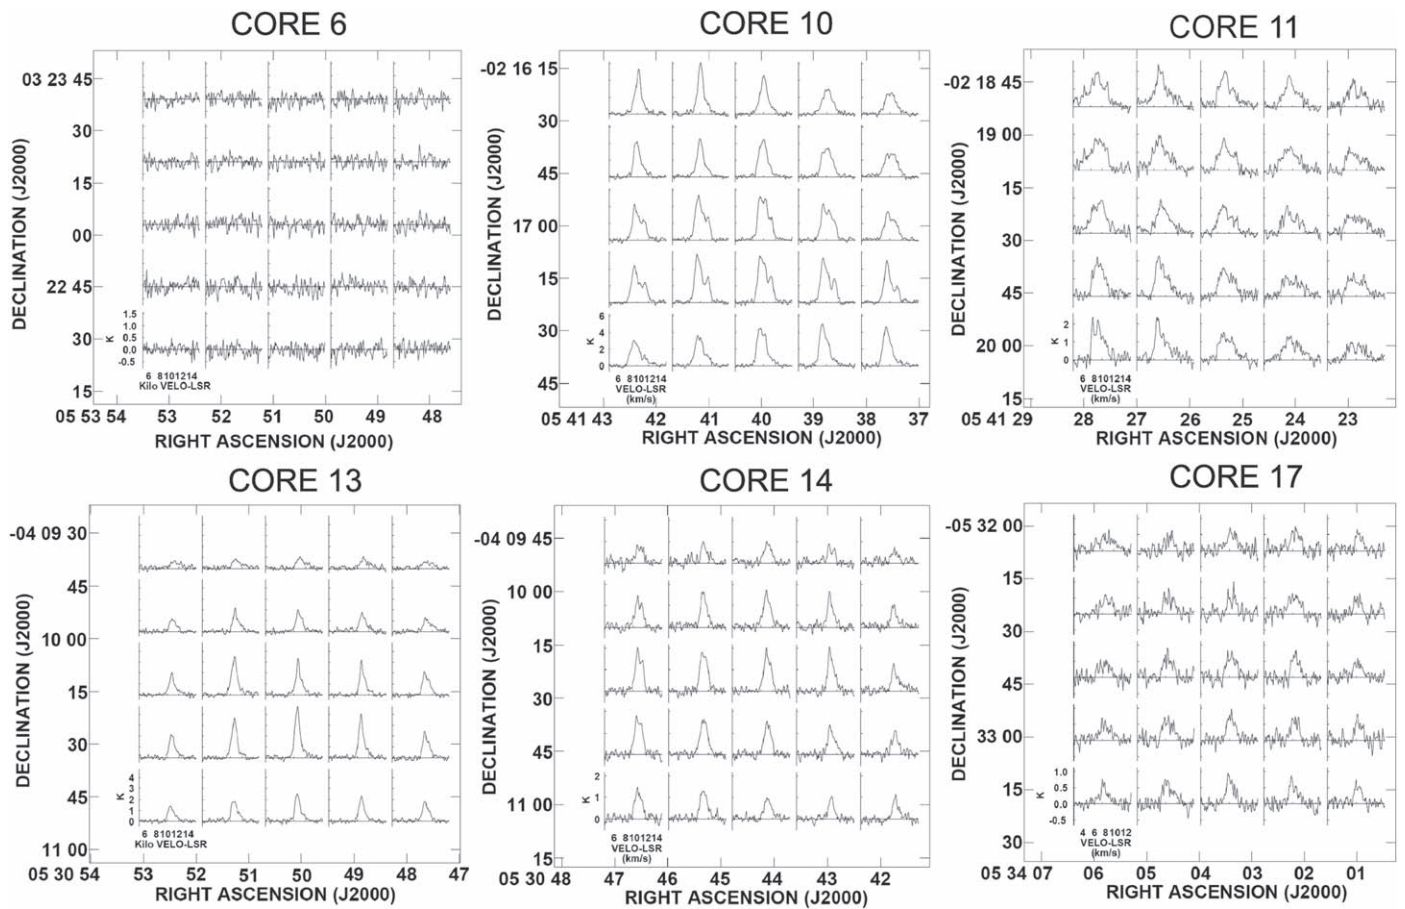 CORE 6
03 23 45
30
15
00
22 45
30
15
1.5
1.0
0.5
0.0
-0.5
K
6 8101214
Kilo VELO-LSR
DECLINATION (J2000)
05 53 54 53 52 51 50 49 48
RIGHT ASCENSION (J2000)
CORE 10
-02 16 15
30
45
17 00
15
30
45
6
4
2
0
K
6 8101214
VELO-LSR
(km/s)
DECLINATION (J2000)
05 41 43 42 41 40 39 38 37
RIGHT ASCENSION (J2000)
CORE 11
-02 18 45
19 00
15
30
45
20 00
15
2
1
0
K
6 8101214
VELO-LSR
(km/s)
DECLINATION (J2000)
05 41 29 28 27 26 25 24 23
RIGHT ASCENSION (J2000)
CORE 13
-04 09 30
45
10 00
15
30
45
11 00
4
3
2
1
0
K
6 8101214
Kilo VELO-LSR
DECLINATION (J2000)
05 30 54 53 52 51 50 49 48 47
RIGHT ASCENSION (J2000)
CORE 14
-04 09 45
10 00
15
30
45
11 00
15
2
1
0
K
6 8101214
VELO-LSR
(km/s)
DECLINATION (J2000)
05 30 48 47 46 45 44 43 42
RIGHT ASCENSION (J2000)
CORE 17
-05 32 00
15
30
45
33 00
15
30
1.0
0.5
0.0
-0.5
K
4 6 8101012
VELO-LSR
(km/s)
DECLINATION (J2000)
05 34 07 06 05 04 03 02 01
RIGHT ASCENSION (J2000)